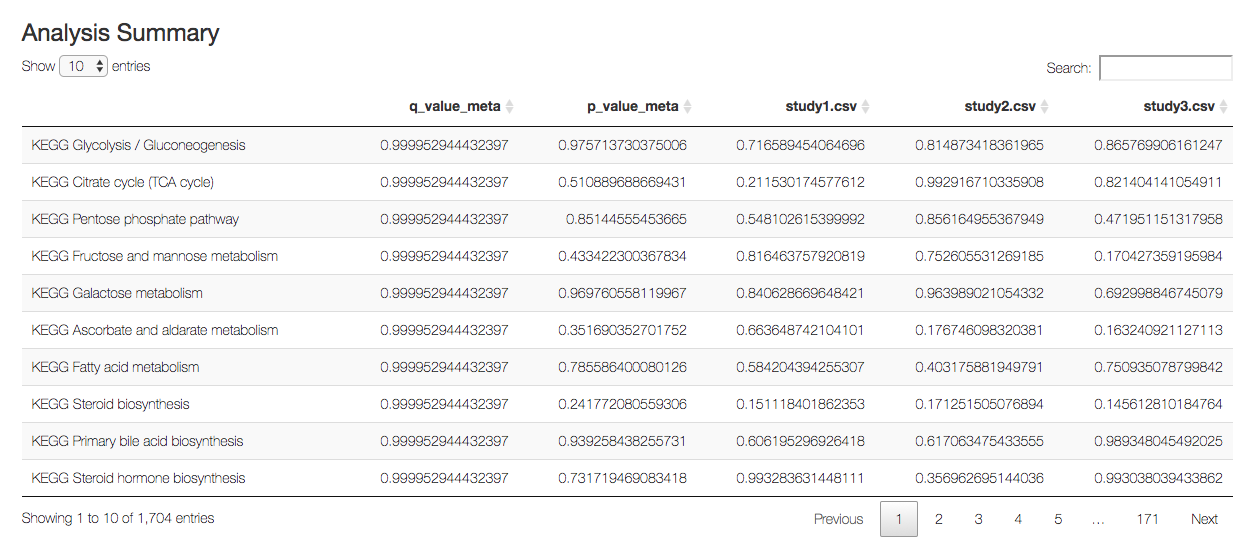 Analysis Summary
Show 10 entries Search:
q_value_meta p_value_meta study1.csv study2.csv study3.csv
KEGG Glycolysis / Gluconeogenesis 0.999952944432397 0.975713730375006 0.716589454064696 0.814873418361965 0.865769906161247
KEGG Citrate cycle (TCA cycle) 0.999952944432397 0.510889688669431 0.211530174577612 0.992916710335908 0.821404141054911
KEGG Pentose phosphate pathway 0.999952944432397 0.85144555453665 0.548102615399992 0.856164955367949 0.471951151317958
KEGG Fructose and mannose metabolism 0.999952944432397 0.433422300367834 0.816463757920819 0.752605531269185 0.170427359195984
KEGG Galactose metabolism 0.999952944432397 0.969760558119967 0.840628669648421 0.963989021054332 0.692998846745079
KEGG Ascorbate and aldarate metabolism 0.999952944432397 0.351690352701752 0.663648742104101 0.176746098320381 0.163240921127113
KEGG Fatty acid metabolism 0.999952944432397 0.785586400080126 0.584204394255307 0.403175881949791 0.750935078799842
KEGG Steroid biosynthesis 0.999952944432397 0.241772080559306 0.151118401862353 0.171251505076894 0.145612810184764
KEGG Primary bile acid biosynthesis 0.999952944432397 0.939258438255731 0.606195296926418 0.617063475433555 0.989348045492025
KEGG Steroid hormone biosynthesis 0.999952944432397 0.731719469083418 0.993283631448111 0.356962695144036 0.993038039433862
Showing 1 to 10 of 1,704 entries Previous 1 2 3 4 5 … 171 Next